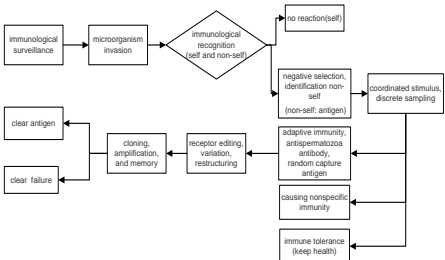 no reaction(self)
immunological
surveillance
microorganism
invasion
immunological
recognition
(self and non-self)
negative selection,
identification non-
self
(non-self: antigen)
coordinated stimulus,
discrete sampling
clear antigen
clear failure
cloning,
amplification,
and memory
receptor editing,
variation,
restructuring
adaptive immunity,
antispermatozoa
antibody,
random capture
antigen
causing nonspecific
immunity
immune tolerance
(keep health)